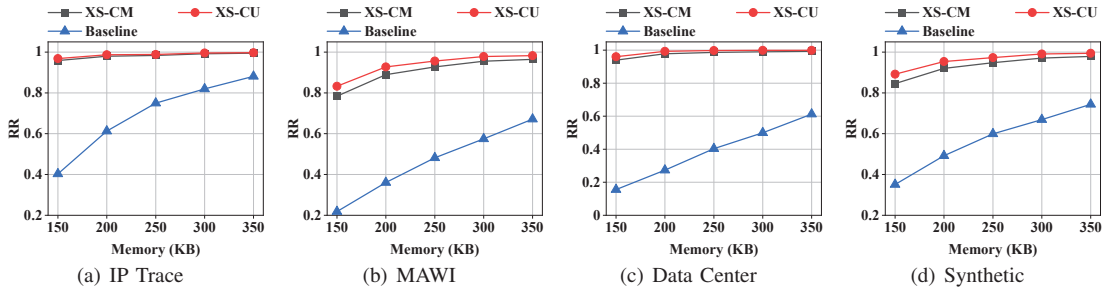 XS-CM XS-CU
Baseline
1
0.8
0.6
0.4
0.2
RR
150 200 250 300 350
Memory (KB)
(a) IP Trace
XS-CM XS-CU
Baseline
1
0.8
0.6
0.4
0.2
RR
150 200 250 300 350
Memory (KB)
(b) MAWI
XS-CM XS-CU
Baseline
1
0.8
0.6
0.4
0.2
0
RR
150 200 250 300 350
Memory (KB)
(c) Data Center
XS-CM XS-CU
Baseline
1
0.8
0.6
0.4
0.2
RR
150 200 250 300 350
Memory (KB)
(d) Synthetic